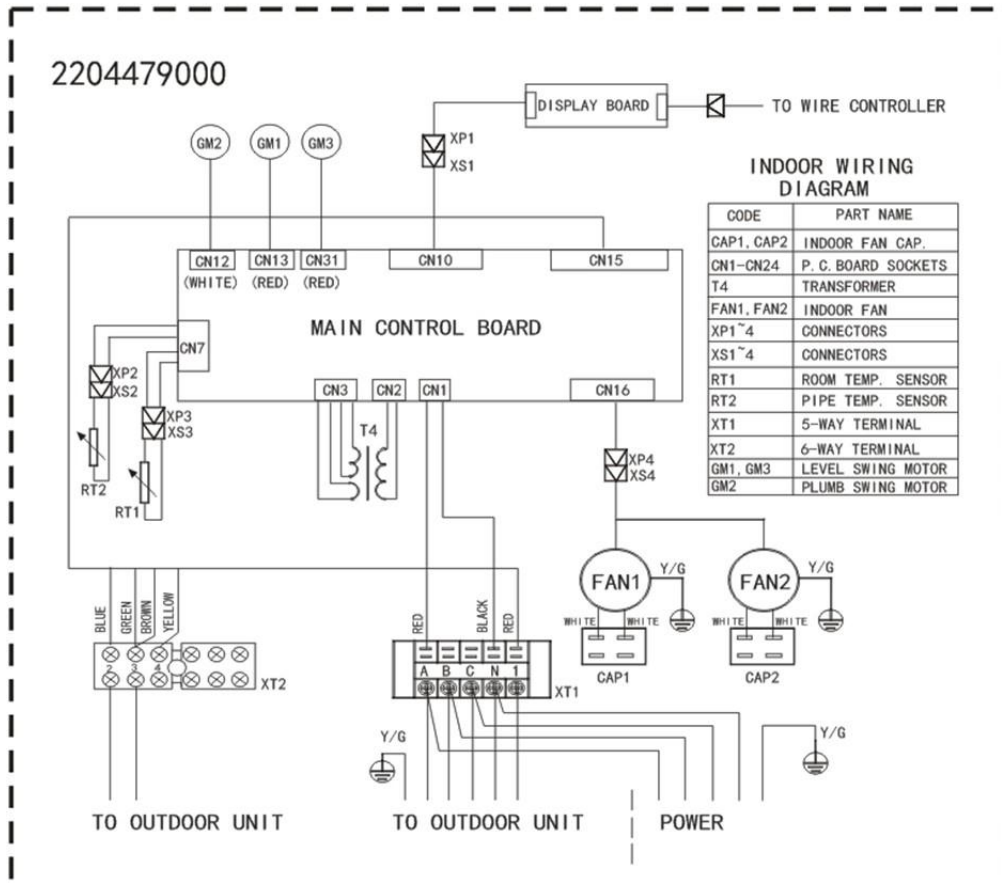 2204479000
DISPLAY BOARD
TO WIRE CONTROLLER
XP1
XS1
GM2 GM1 GM3
INDOOR WIRING
DIAGRAM
CODE PART NAME
CAP1, CAP2 INDOOR FAN CAP.
CN1-CN24 P.C.BOARD SOCKETS
T4 TRANSFORMER
FAN1, FAN2 INDOOR FAN
XP1~4 CONNECTORS
XS1~4 CONNECTORS
RT1 ROOM TEMP. SENSOR
RT2 PIPE TEMP. SENSOR
XT1 5-WAY TERMINAL
XT2 6-WAY TERMINAL
GM1, GM3 LEVEL SWING MOTOR
GM2 PLUMB SWING MOTOR
CN12 CN13 CN31 CN10 CN15
(WHITE) (RED) (RED)
MAIN CONTROL BOARD
CN7
XP2
XS2
CN3 CN2 CN1 CN16
XP3
XS3
T4
XP4
XS4
RT2
RT1
FAN1 Y/G FAN2 Y/G
BLUE GREEN BROWN YELLOW
RED BLACK RED
WHITE WHITE WHITE WHITE
CAP1 CAP2
2 3 4
XT2
A B C N 1
XT1
Y/G
Y/G
TO OUTDOOR UNIT
TO OUTDOOR UNIT
POWER